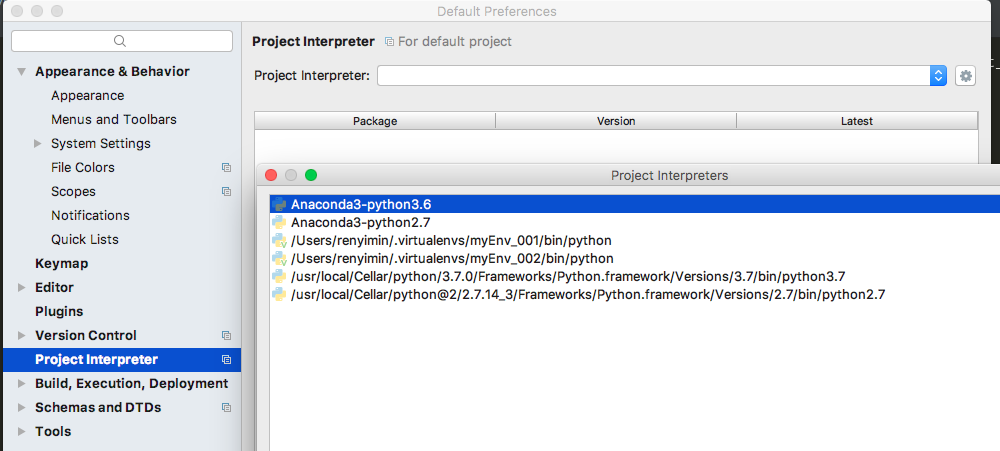 Default Preferences
Project Interpreter For default project
Appearance & Behavior
Project Interpreter:
Appearance
Menus and Toolbars
Package Version Latest
System Settings
File Colors
Project Interpreters
Scopes
Anaconda3-python3.6
Notifications
Anaconda3-python2.7
Quick Lists
/Users/renyimin/.virtualenvs/myEnv_001/bin/python
Keymap
/Users/renyimin/.virtualenvs/myEnv_002/bin/python
Editor
/usr/local/Cellar/python/3.7.0/Frameworks/Python.framework/Versions/3.7/bin/python3.7
Plugins
/usr/local/Cellar/python@2/2.7.14_3/Frameworks/Python.framework/Versions/2.7/bin/python2.7
Version Control
Project Interpreter
Build, Execution, Deployment
Schemas and DTDs
Tools